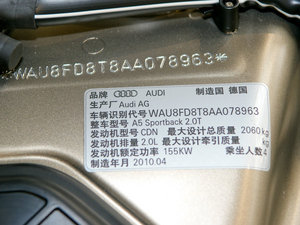 *WAU8FD8T8AA078963*
品牌 AUDI 制造国 德国
生产厂 Audi AG
车辆识别代号 WAU8FD8T8AA078963
整车型号 A5 Sportback 2.0T
发动机型号 CDN 最大设计总质量 2060kg
发动机排量 2.0L 最大设计牵引质量 kg
发动机额定功率 155KW 乘坐人数 4
制造年月 2010.04